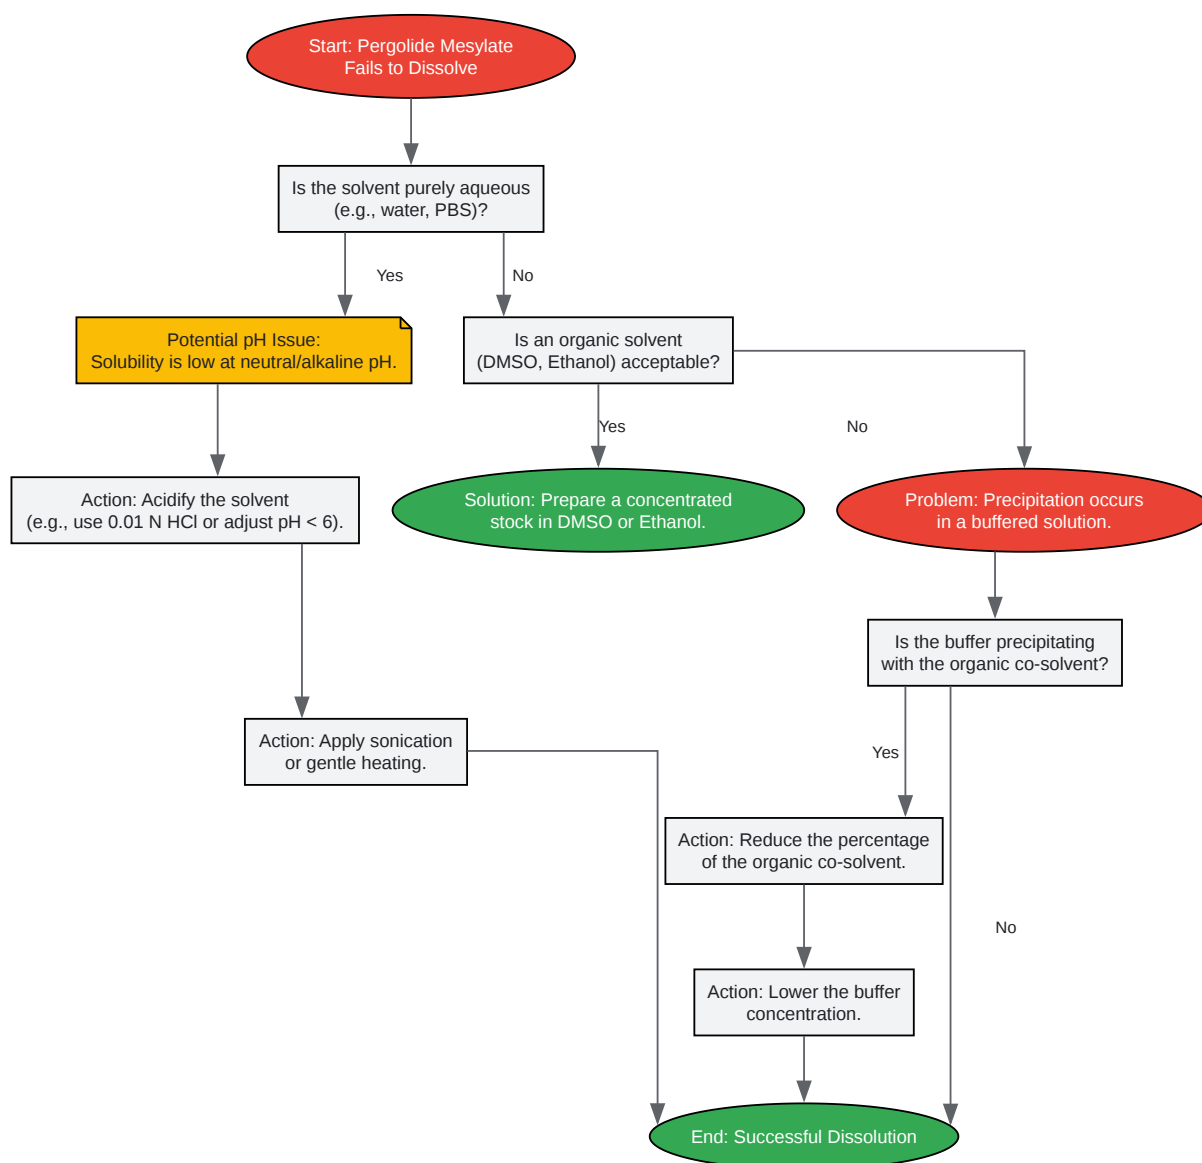 Start: Pergolide Mesylate
Fails to Dissolve
Is the solvent purely aqueous
(e.g., water, PBS)?
Yes
No
Potential pH Issue:
Solubility is low at neutral/alkaline pH.
Is an organic solvent
(DMSO, Ethanol) acceptable?
Yes
No
Action: Acidify the solvent
(e.g., use 0.01 N HCl or adjust pH < 6).
Solution: Prepare a concentrated
stock in DMSO or Ethanol.
Problem: Precipitation occurs
in a buffered solution.
Is the buffer precipitating
with the organic co-solvent?
Action: Apply sonication
or gentle heating.
Yes
Action: Reduce the percentage
of the organic co-solvent.
No
Action: Lower the buffer
concentration.
End: Successful Dissolution